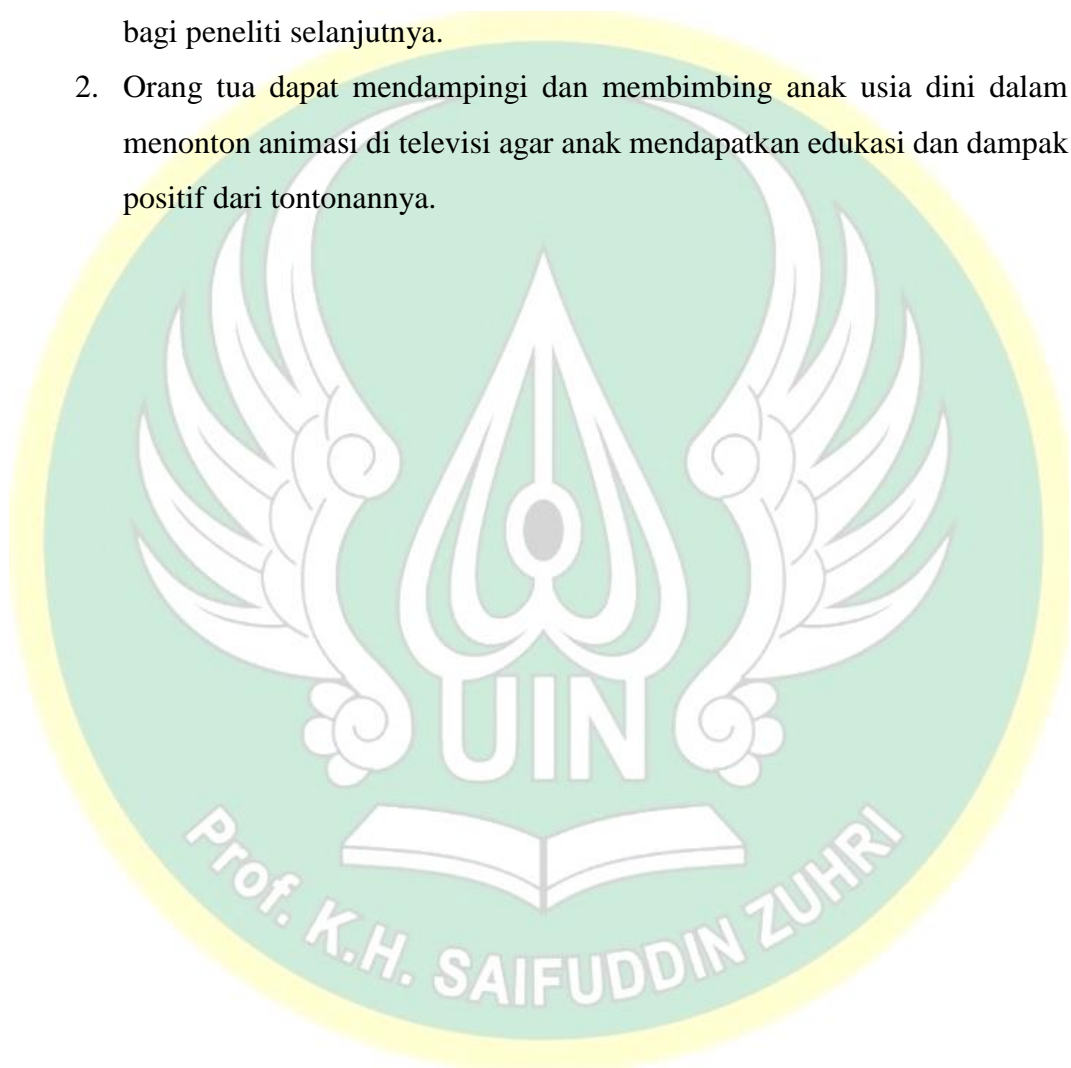 bagi peneliti selanjutnya.
2. Orang tua dapat mendampingi dan membimbing anak usia dini dalam
menonton animasi di televisi agar anak mendapatkan edukasi dan dampak
positif dari tontonannya.
UIN
Prof. K.H. SAIFUDDIN ZUHRI